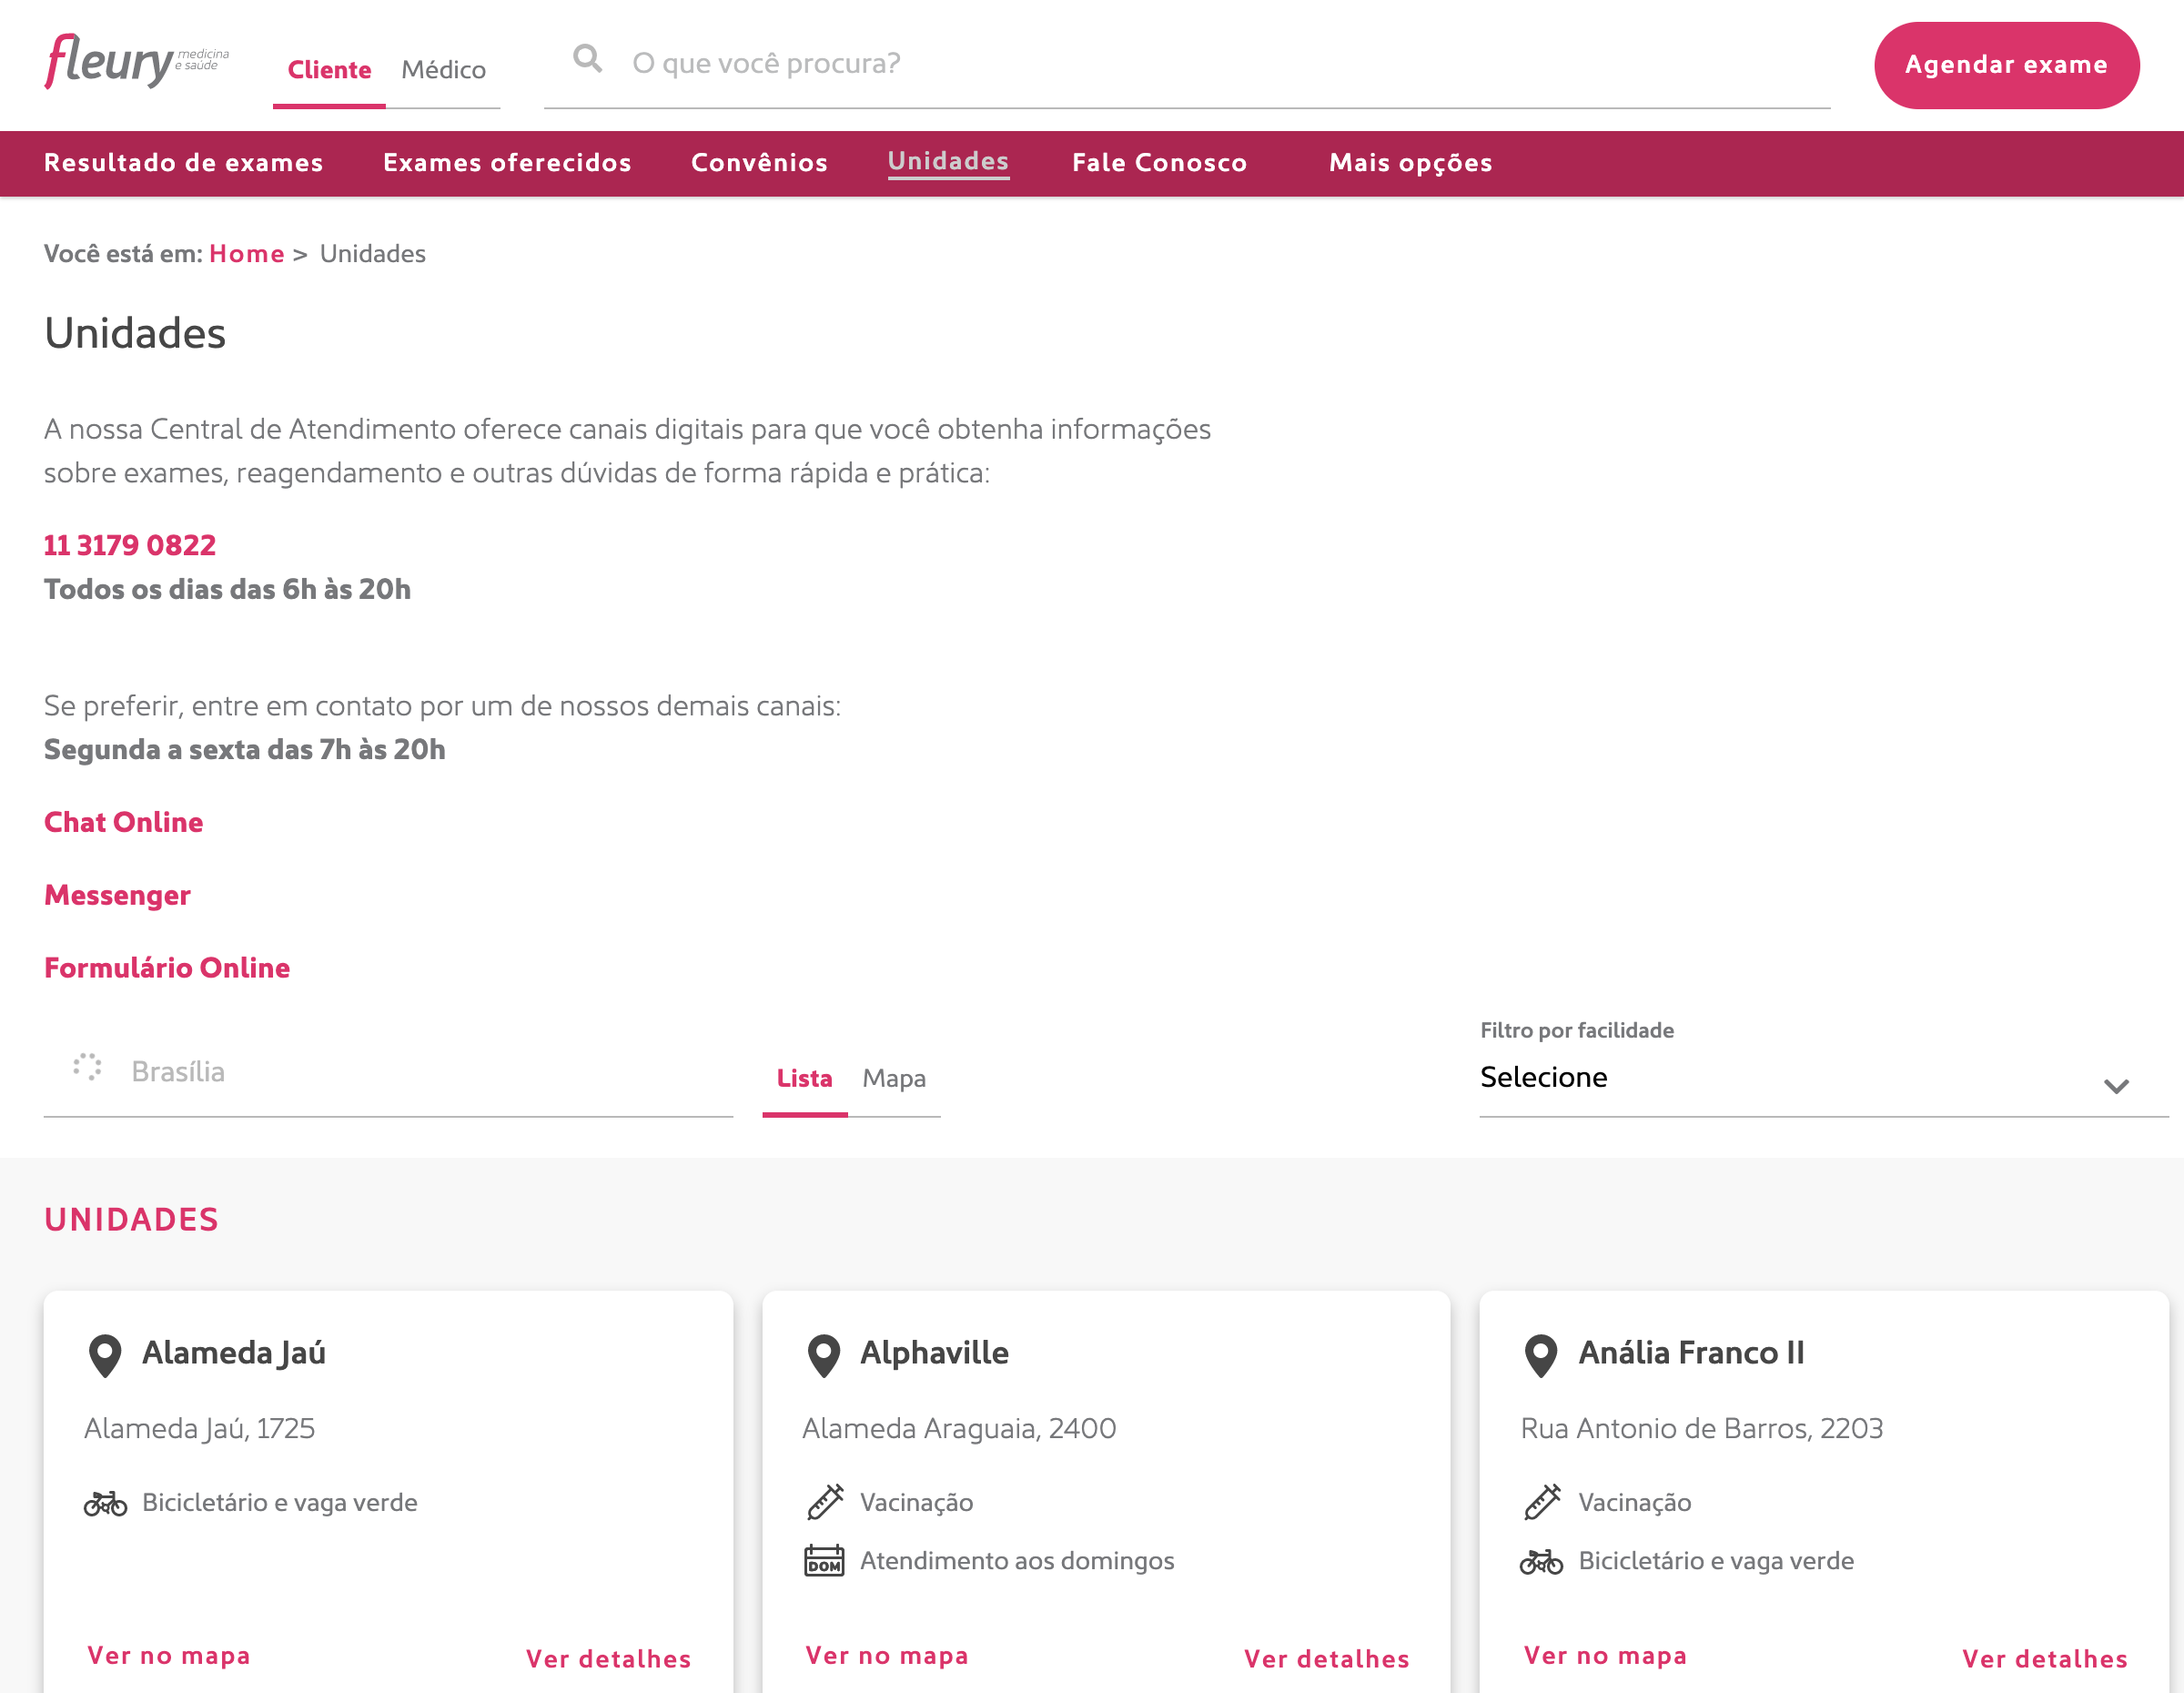 fleury medicina e saúde
Cliente
Médico
O que você procura?
Agendar exame
Resultado de exames
Exames oferecidos
Convênios
Unidades
Fale Conosco
Mais opções
Você está em: Home > Unidades
Unidades
A nossa Central de Atendimento oferece canais digitais para que você obtenha informações
sobre exames, reagendamento e outras dúvidas de forma rápida e prática:
11 3179 0822
Todos os dias das 6h às 20h
Se preferir, entre em contato por um de nossos demais canais:
Segunda a sexta das 7h às 20h
Chat Online
Messenger
Formulário Online
Brasília
Lista
Mapa
Filtro por facilidade
Selecione
UNIDADES
Alameda Jaú
Alameda Jaú, 1725
Bicicletário e vaga verde
Ver no mapa
Ver detalhes
Alphaville
Alameda Araguaia, 2400
Vacinação
DOM
Atendimento aos domingos
Ver no mapa
Ver detalhes
Anália Franco II
Rua Antonio de Barros, 2203
Vacinação
Bicicletário e vaga verde
Ver no mapa
Ver detalhes